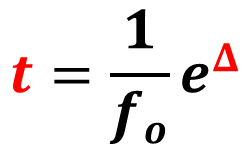 t = 1/f_o e^Δ